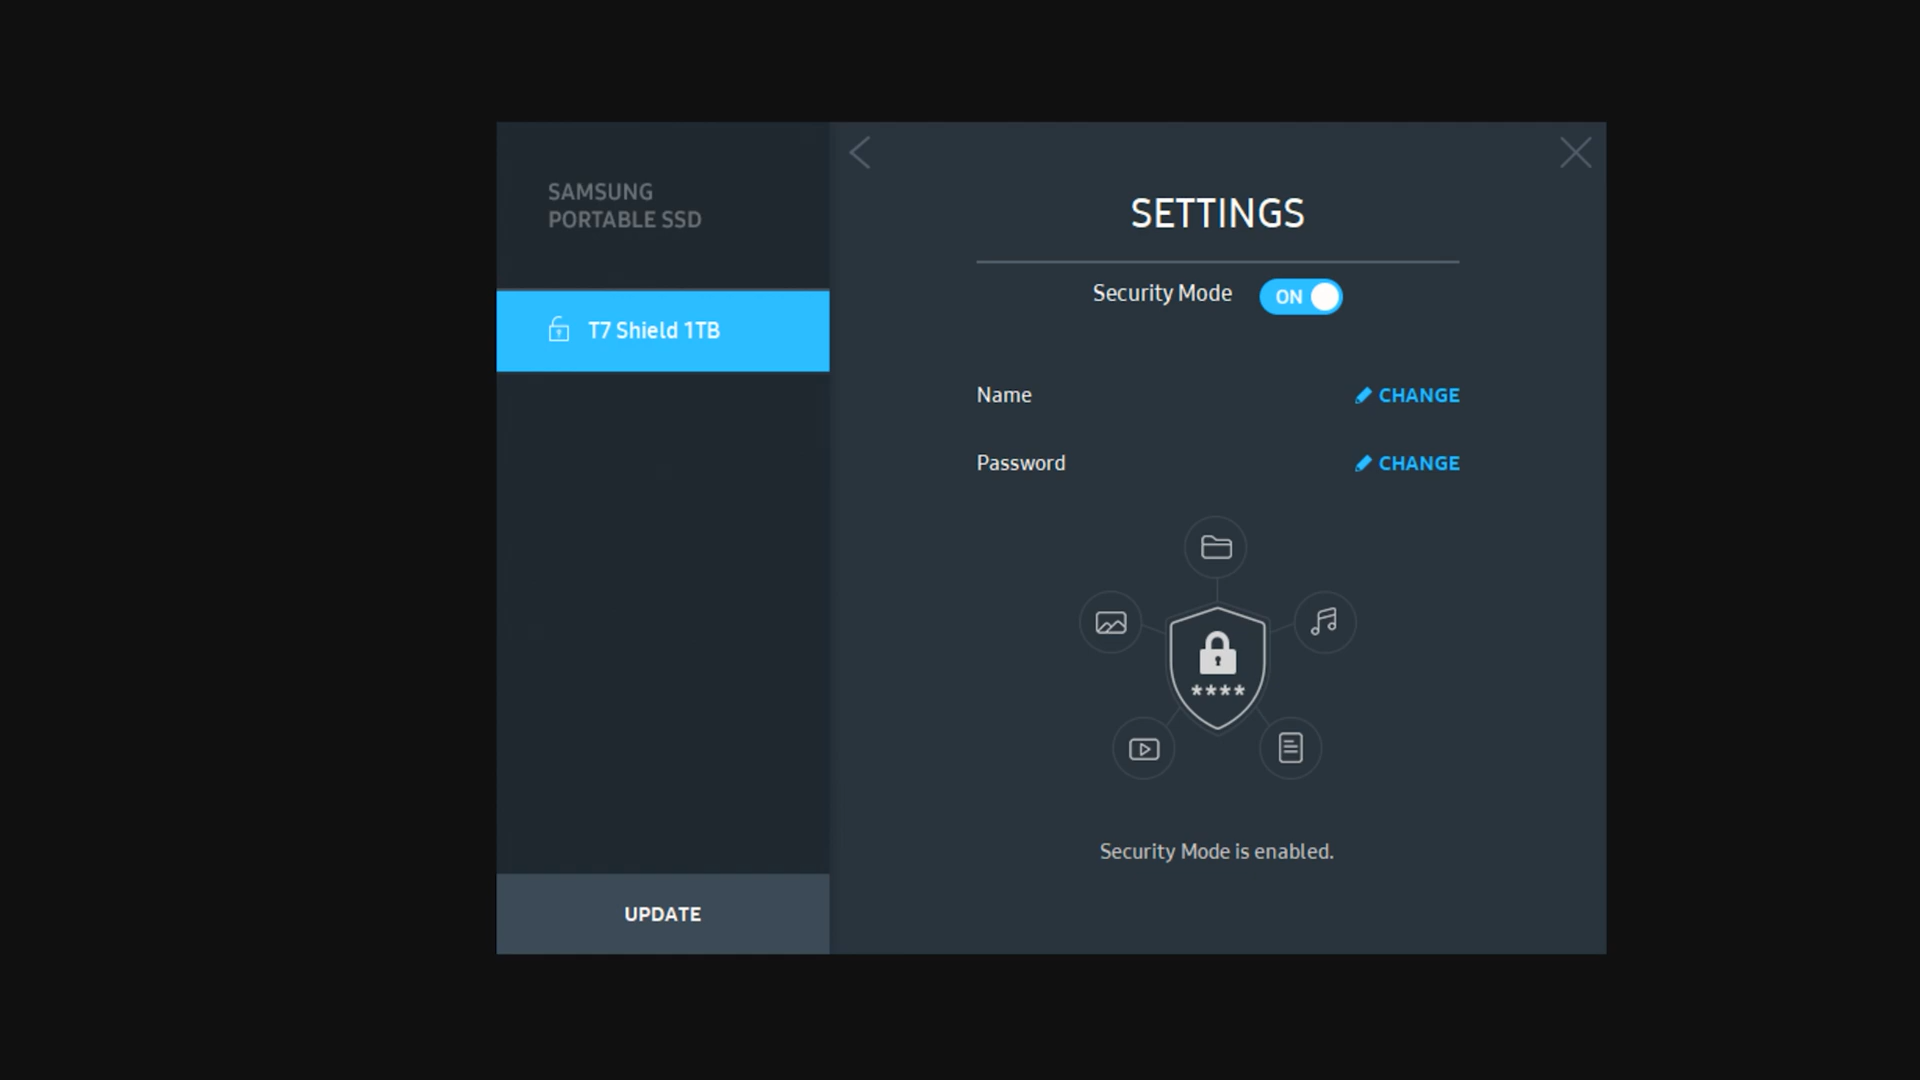 SAMSUNG
PORTABLE SSD
T7 Shield 1TB
UPDATE
SETTINGS
Security Mode ON
Name CHANGE
Password CHANGE
****
Security Mode is enabled.